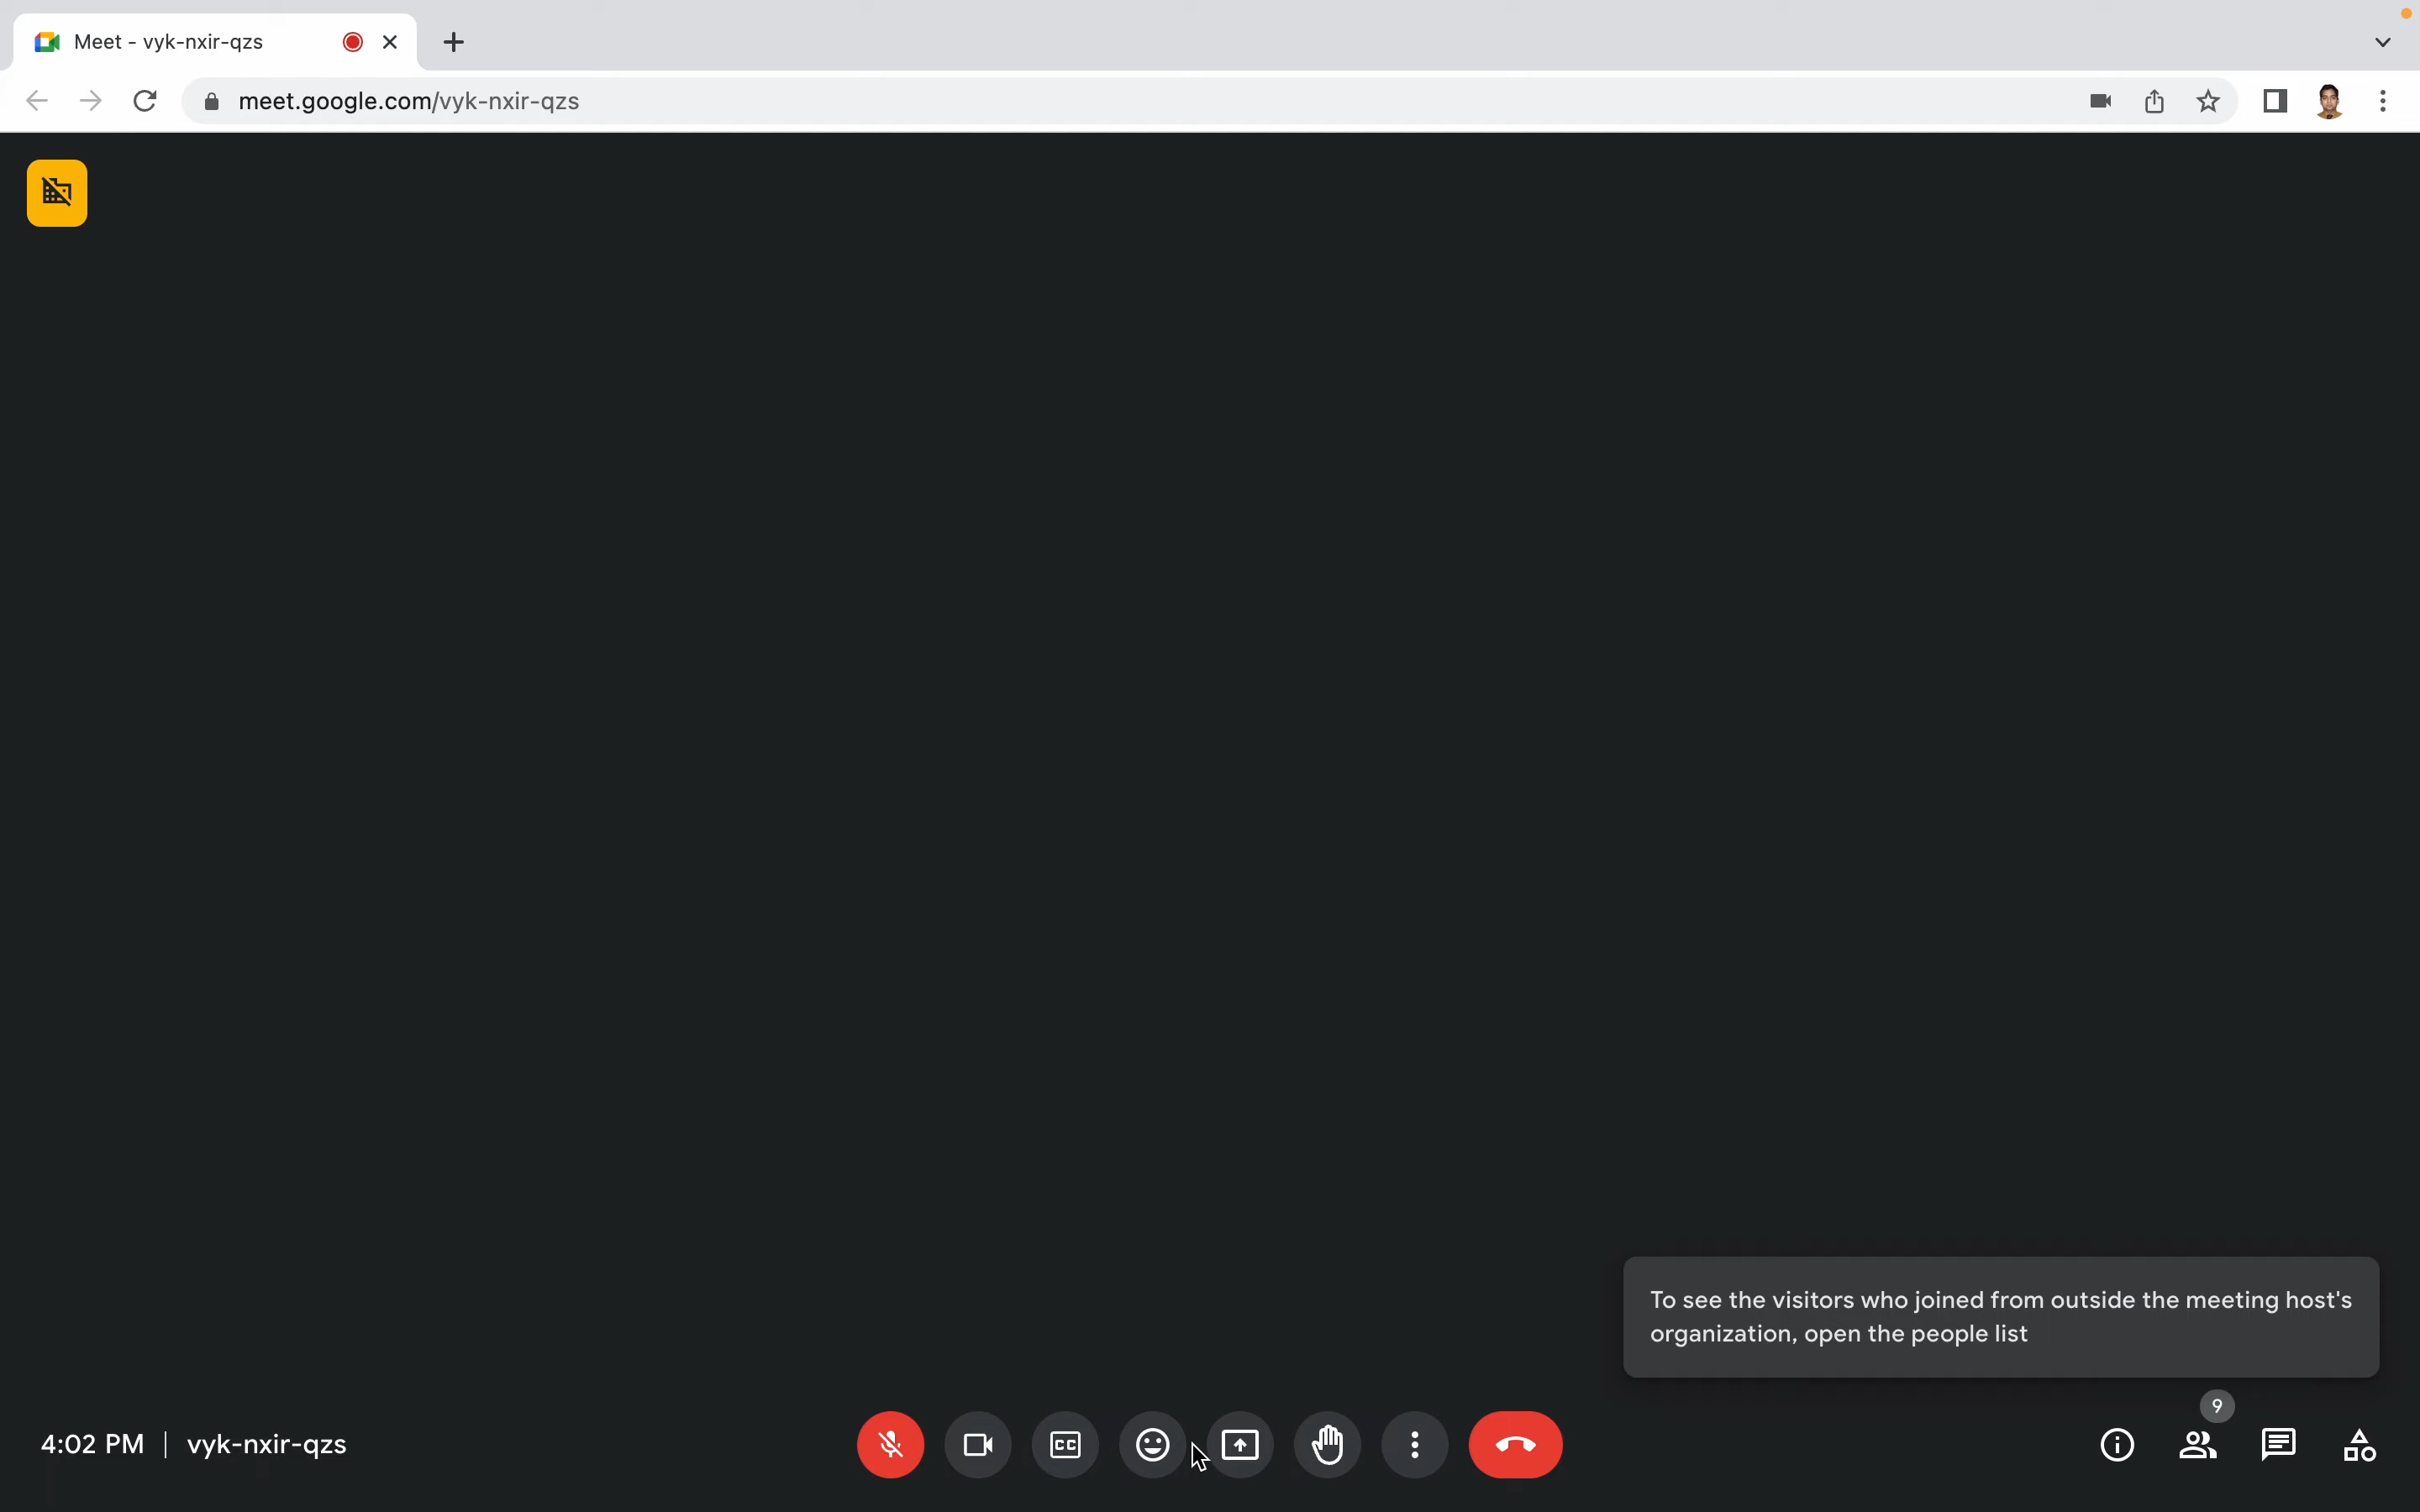 Meet - vyk-nxir-qzs
meet.google.com/vyk-nxir-qzs
To see the visitors who joined from outside the meeting host's
organization, open the people list
9
4:02 PM | vyk-nxir-qzs
CC